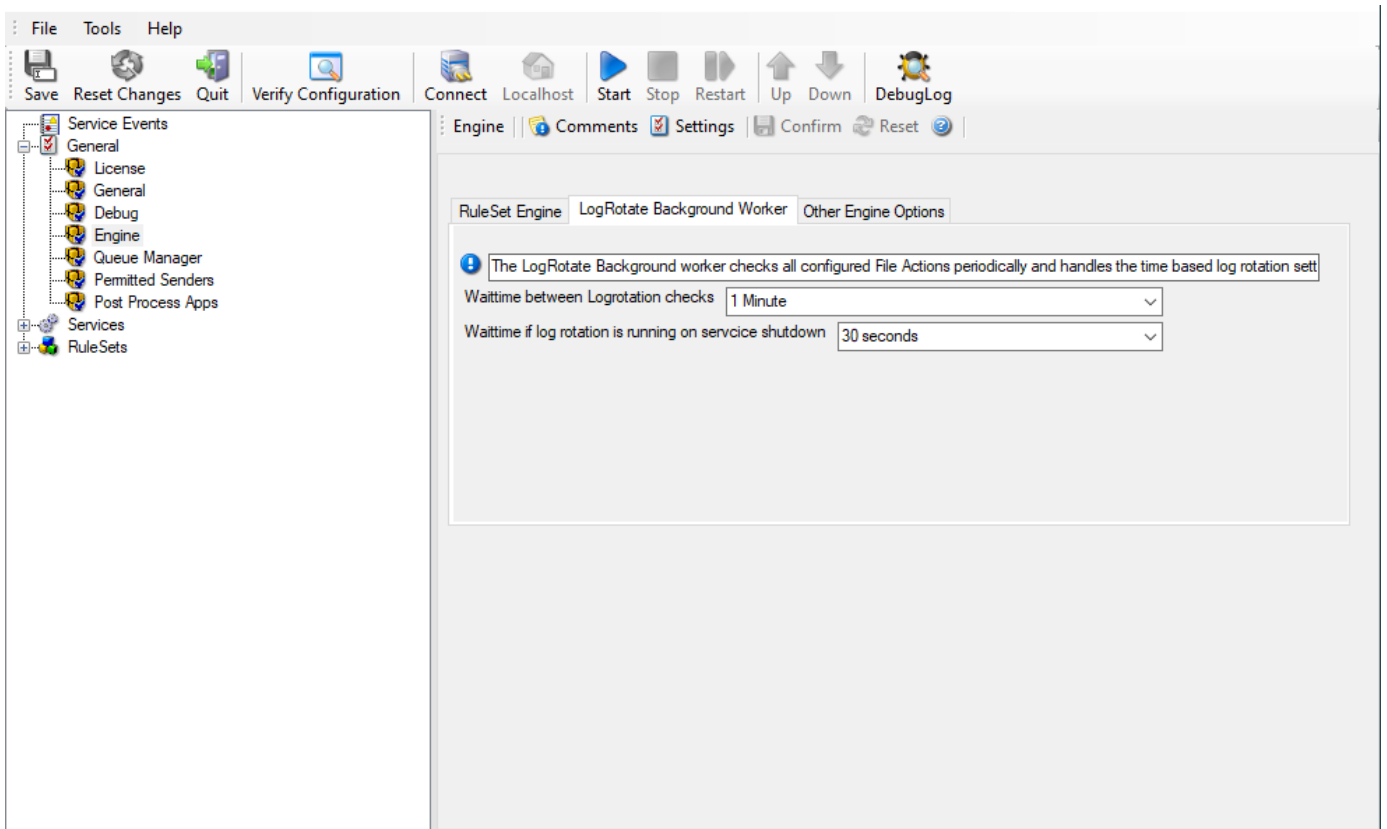 File Tools Help
Save Reset Changes Quit Verify Configuration Connect Localhost Start Stop Restart Up Down DebugLog
Service Events
General
License
General
Debug
Engine
Queue Manager
Permitted Senders
Post Process Apps
Services
RuleSets
Engine Comments Settings Confirm Reset ?
RuleSet Engine LogRotate Background Worker Other Engine Options
The LogRotate Background worker checks all configured File Actions periodically and handles the time based log rotation sett
Waittime between Logrotation checks 1 Minute
Waittime if log rotation is running on servcice shutdown 30 seconds